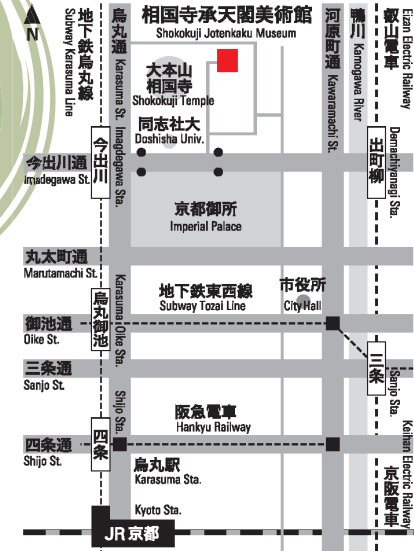 N
地下鉄烏丸線
Subway Karasuma Line
烏丸通
Karasuma St.
相国寺承天閣美術館
Shokokuji Jotenkaku Museum
河原町通
Kawaramachi St.
鴨川
Kamogawa River
叡山電車
Eizan Electric Railway
大本山
相国寺
Shokokuji Temple
同志社大
Doshisha Univ.
今出川
Imadegawa Sta.
出町柳
Demachiyanagi Sta.
今出川通
Imadegawa St.
京都御所
Imperial Palace
丸太町通
Marutamachi St.
地下鉄東西線
Subway Tozai Line
市役所
City Hall
烏丸御池
Karasuma Oike Sta.
御池通
Oike St.
三条
Sanjo Sta.
三条通
Sanjo St.
阪急電車
Hankyu Railway
四条
Shijo Sta.
四条通
Shijo St.
烏丸駅
Karasuma Sta.
Keihan Electric Railway
京阪電車
Kyoto Sta.
JR京都